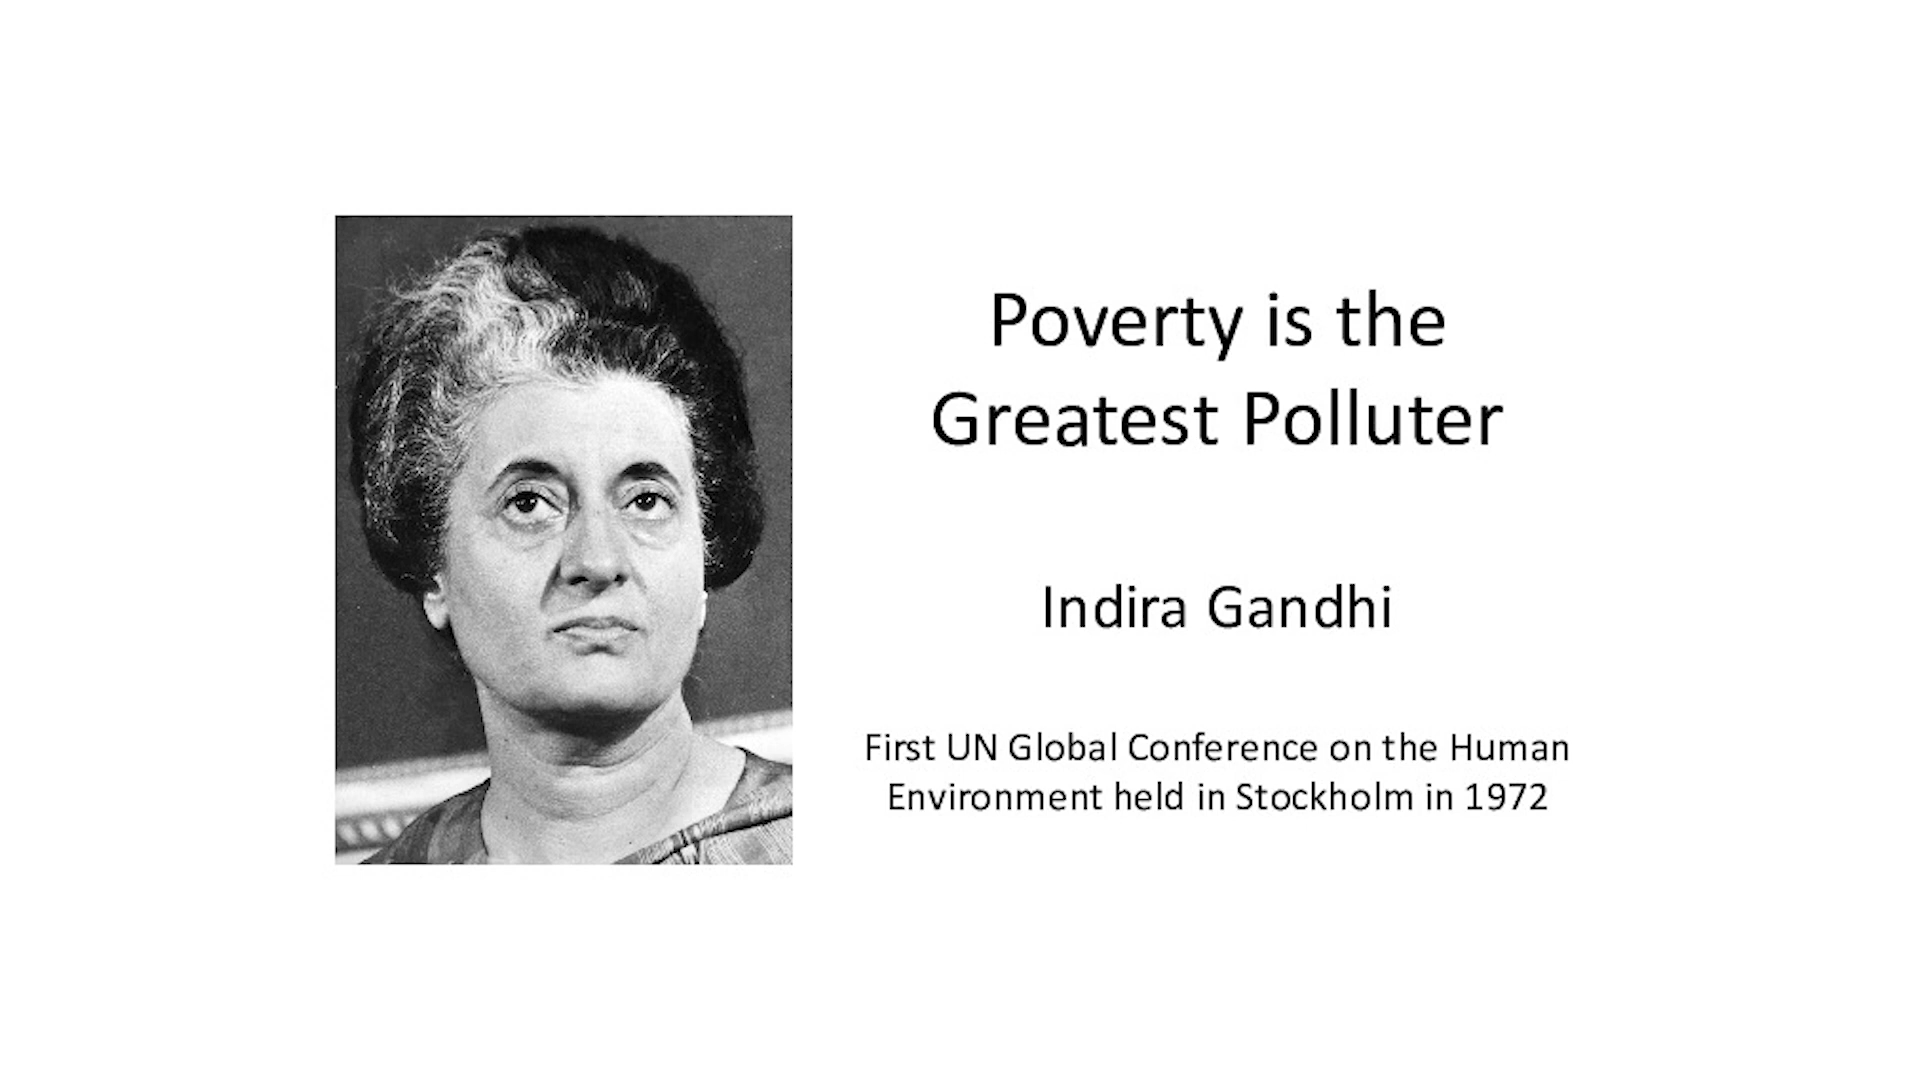 Poverty is the
Greatest Polluter
Indira Gandhi
First UN Global Conference on the Human
Environment held in Stockholm in 1972